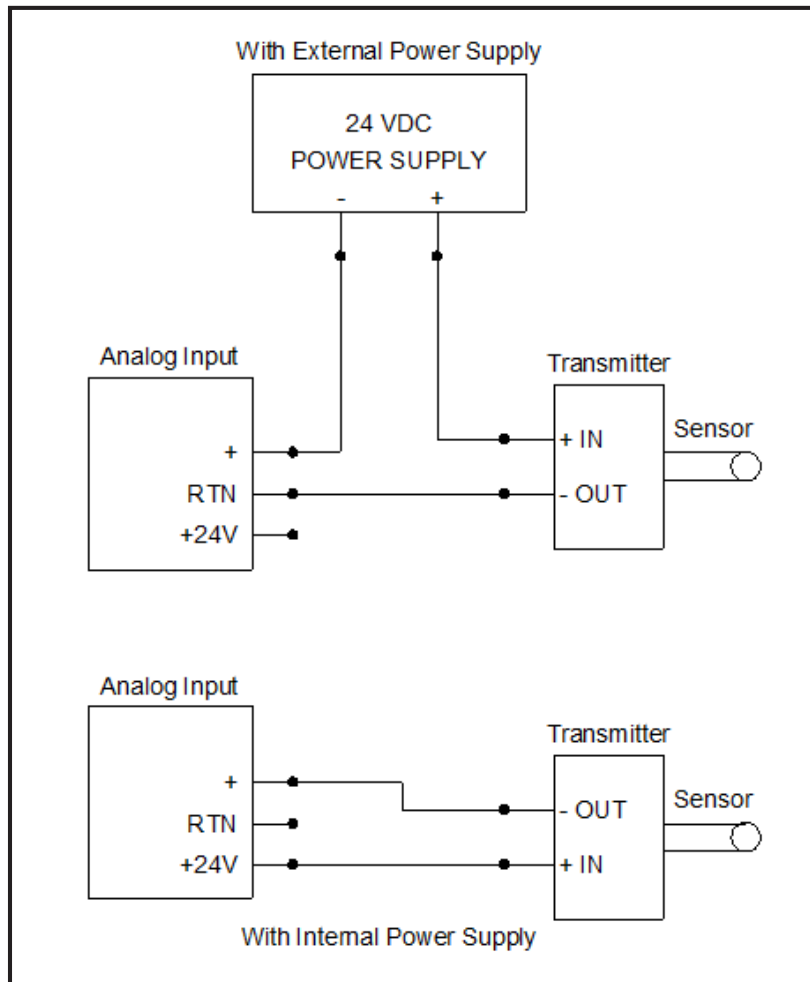 With External Power Supply
24 VDC
POWER SUPPLY
- +
Analog Input
+
RTN
+24V
Transmitter
+ IN
- OUT
Sensor
Analog Input
+
RTN
+24V
Transmitter
- OUT
+ IN
Sensor
With Internal Power Supply